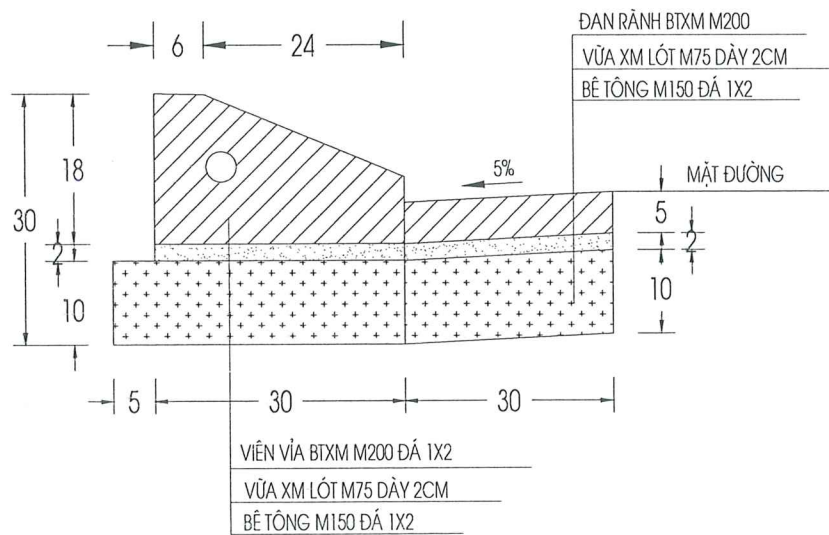 ĐAN RÃNH BTXM M200
VỮA XM LÓT M75 DÀY 2CM
BÊ TÔNG M150 ĐÁ 1X2
6
24
5%
MẶT ĐƯỜNG
30
18
2
10
5
2
10
5
30
30
VIÊN VỈA BTXM M200 ĐÁ 1X2
VỮA XM LÓT M75 DÀY 2CM
BÊ TÔNG M150 ĐÁ 1X2